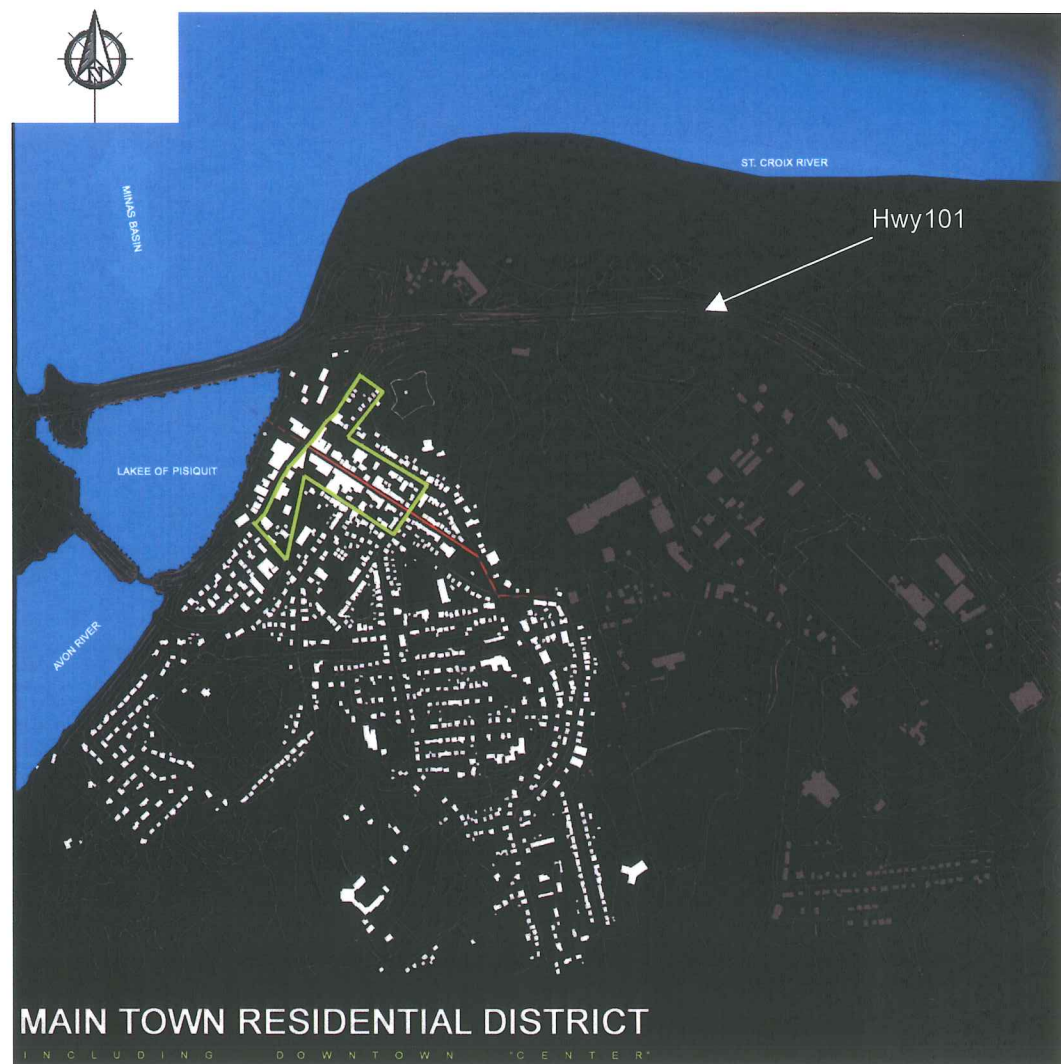 N
ST. CROIX RIVER
MINAS BASIN
Hwy101
LAKEE OF PISIQUIT
AVON RIVER
MAIN TOWN RESIDENTIAL DISTRICT
INCLUDING DOWNTOWN "CENTER"